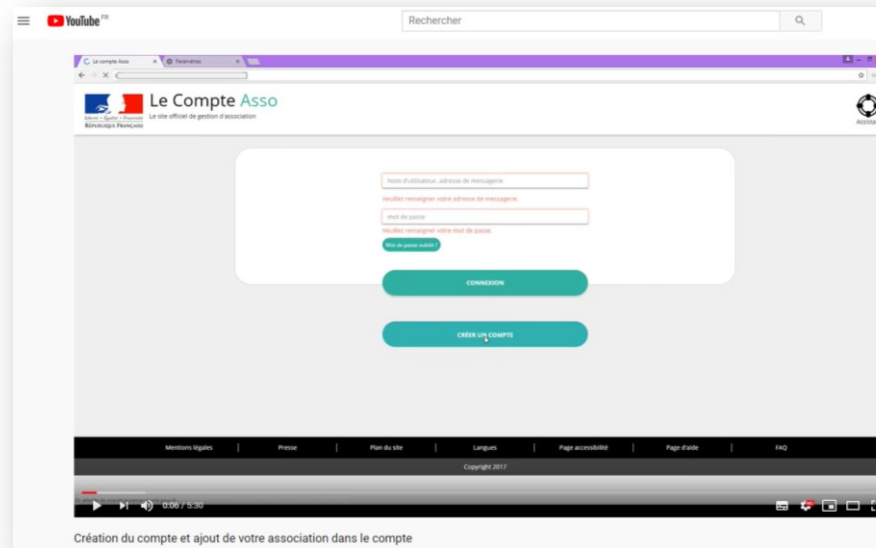 YouTube FR
Rechercher
Le compte Asso
Paramètres
Le Compte Asso
Le site officiel de gestion d'association
Liberté • Égalité • Fraternité
RÉPUBLIQUE FRANÇAISE
Assista
Nom d'utilisateur, adresse de messagerie
Veuillez renseigner votre adresse de messagerie.
mot de passe
Veuillez renseigner votre mot de passe.
Mot de passe oublié ?
CONNEXION
CRÉER UN COMPTE
Mentions légales | Presse | Plan du site | Langues | Page accessibilité | Page d'aide | FAQ
Copyright 2017
0:06 / 5:30
Création du compte et ajout de votre association dans le compte